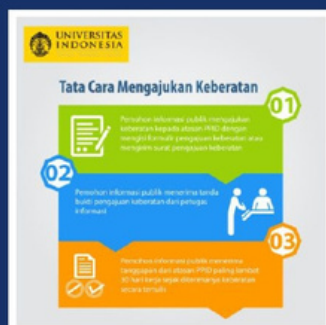 UNIVERSITAS
INDONESIA
Tata Cara Mengajukan Keberatan
01
Pemohon informasi publik mengajukan
keberatan kepada atasan PPID dengan
mengisi formulir pengajuan keberatan atau
mengirim surat pengajuan keberatan
02
Pemohon informasi publik menerima tanda
bukti pengajuan keberatan dari petugas
informasi
03
Pemohon informasi publik menerima
tanggapan dari atasan PPID paling lambat
30 hari kerja sejak diterimanya keberatan
secara tertulis